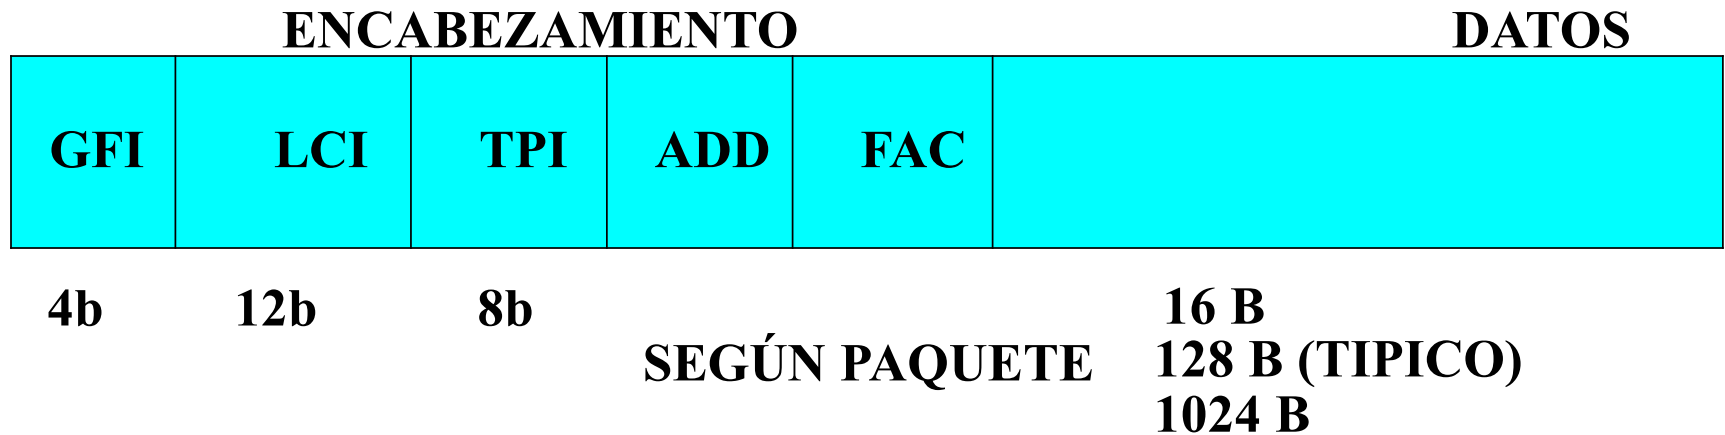 ENCABEZAMIENTO DATOS
GFI LCI TPI ADD FAC
4b 12b 8b 16 B
SEGÚN PAQUETE 128 B (TIPICO)
1024 B